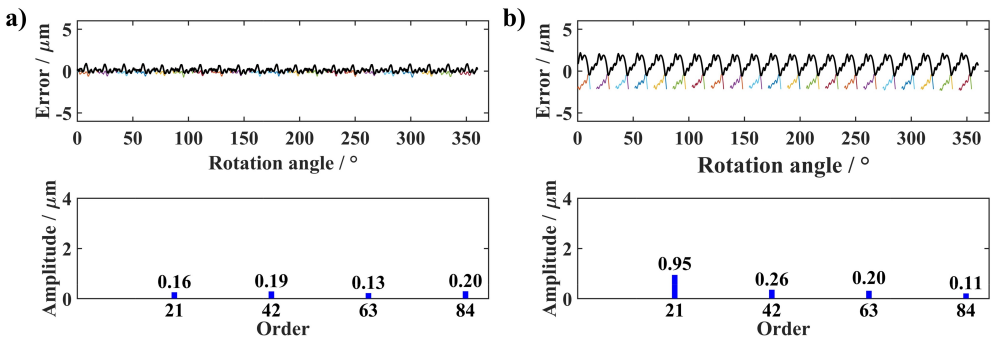 a)
Error / μm
5
0
-5
0 50 100 150 200 250 300 350
Rotation angle / °
Amplitude / μm
4
2
0
0.16 0.19 0.13 0.20
21 42 63 84
Order
b)
Error / μm
5
0
-5
0 50 100 150 200 250 300 350
Rotation angle / °
Amplitude / μm
4
2
0
0.95 0.26 0.20 0.11
21 42 63 84
Order